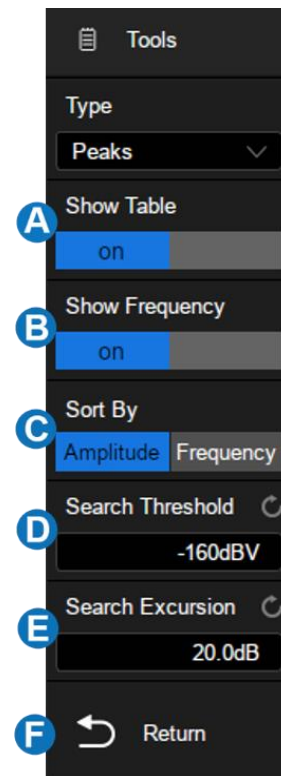 Tools
Type
Peaks
A
Show Table
on
B
Show Frequency
on
C
Sort By
Amplitude Frequency
D
Search Threshold
-160dBV
E
Search Excursion
20.0dB
F
Return